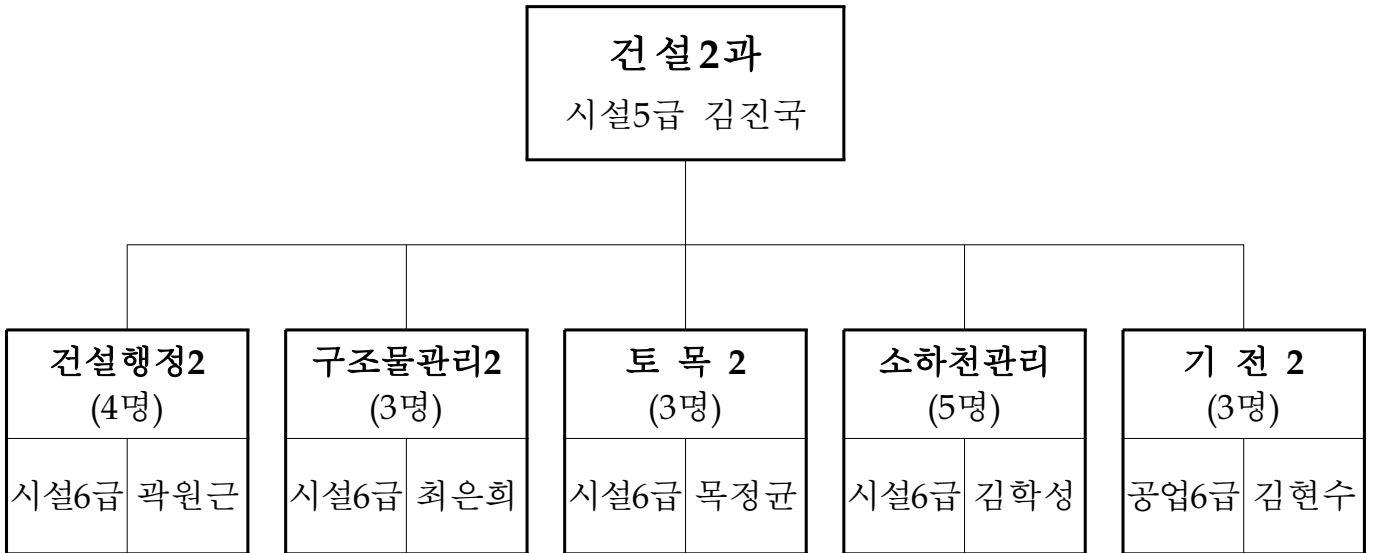 건설2과
시설5급 김진국
건설행정2
(4명)
시설6급 곽원근
구조물관리2
(3명)
시설6급 최은희
토 목 2
(3명)
시설6급 목정균
소하천관리
(5명)
시설6급 김학성
기 전 2
(3명)
공업6급 김현수